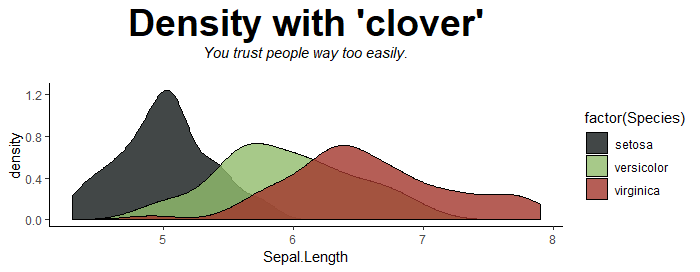 Density with 'clover'
You trust people way too easily.
density
1.2
0.8
0.4
0.0
5
6
7
8
Sepal.Length
factor(Species)
setosa
versicolor
virginica